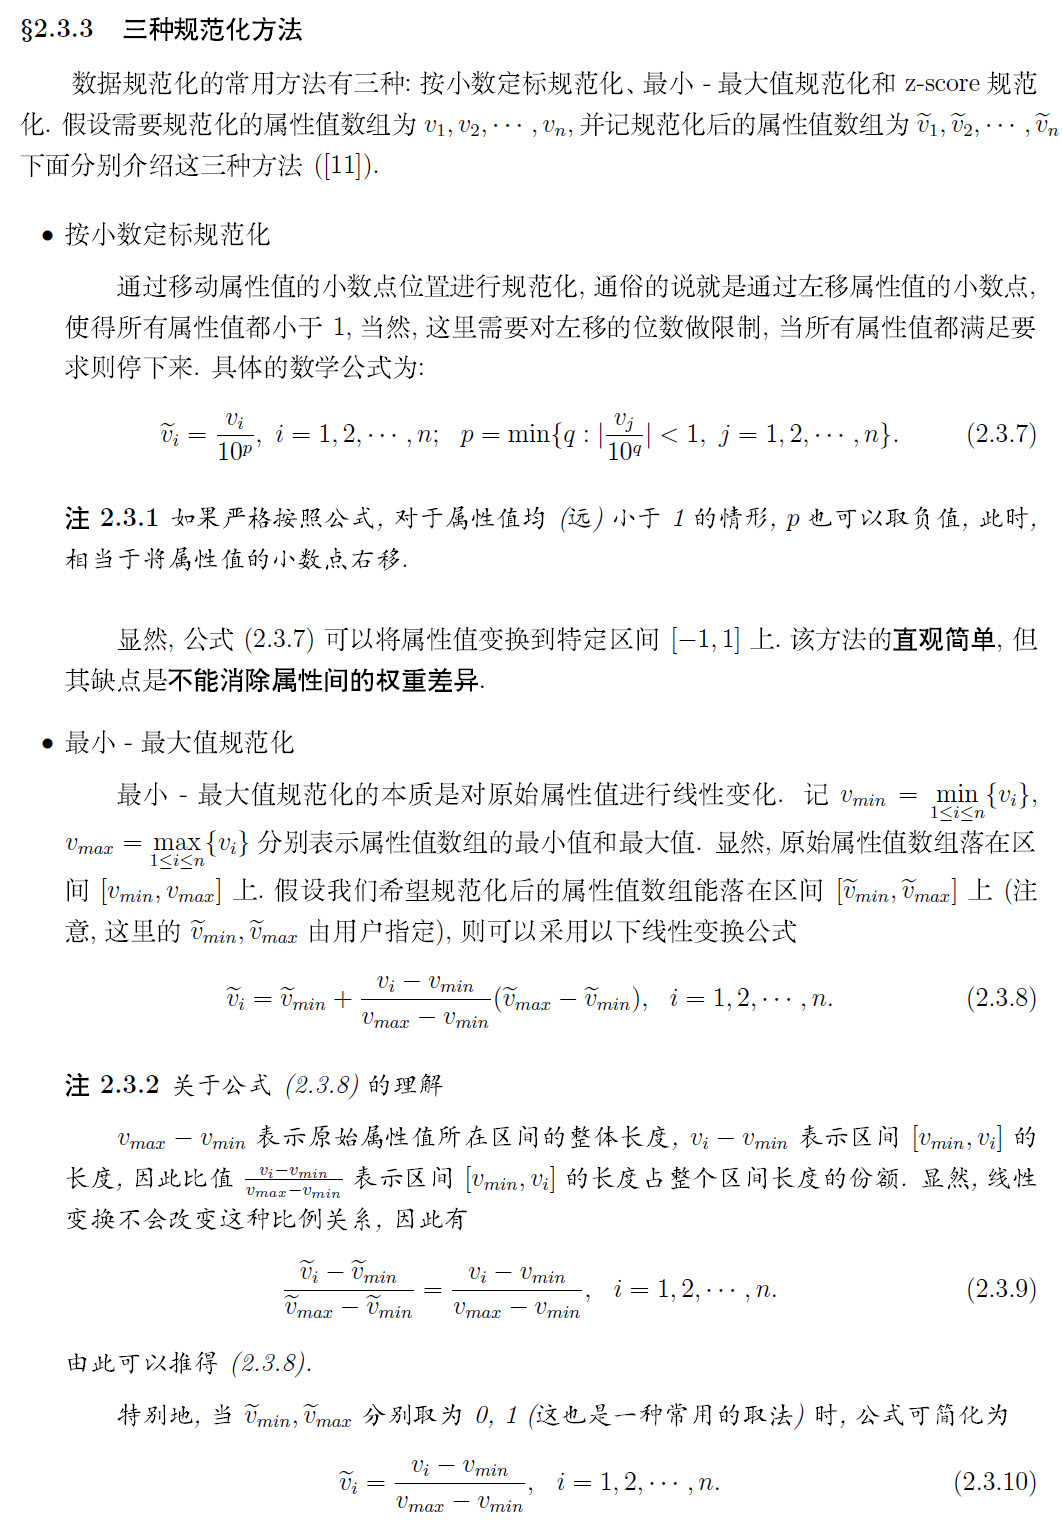 §2.3.3 三种规范化方法
数据规范化的常用方法有三种: 按小数定标规范化、最小 - 最大值规范化和 z-score 规范
化. 假设需要规范化的属性值数组为 $v_1, v_2, \cdots, v_n$, 并记规范化后的属性值数组为 $\widetilde{v}_1, \widetilde{v}_2, \cdots, \widetilde{v}_n$
下面分别介绍这三种方法 ([11]).
• 按小数定标规范化
通过移动属性值的小数点位置进行规范化, 通俗的说就是通过左移属性值的小数点,
使得所有属性值都小于 1, 当然, 这里需要对左移的位数做限制, 当所有属性值都满足要
求则停下来. 具体的数学公式为:
$\widetilde{v}_i = \frac{v_i}{10^p}, \ i = 1, 2, \cdots, n; \ \ p = \min\{q : |\frac{v_j}{10^q}| < 1, \ j = 1, 2, \cdots, n\}.$ (2.3.7)
注 2.3.1 如果严格按照公式, 对于属性值均 (远) 小于 1 的情形, p 也可以取负值, 此时,
相当于将属性值的小数点右移.
显然, 公式 (2.3.7) 可以将属性值变换到特定区间 [−1, 1] 上. 该方法的直观简单, 但
其缺点是不能消除属性间的权重差异.
• 最小 - 最大值规范化
最小 - 最大值规范化的本质是对原始属性值进行线性变化. 记 $v_{min} = \min\limits_{1 \le i \le n}\{v_i\}$,
$v_{max} = \max\limits_{1 \le i \le n}\{v_i\}$ 分别表示属性值数组的最小值和最大值. 显然, 原始属性值数组落在区
间 $[v_{min}, v_{max}]$ 上. 假设我们希望规范化后的属性值数组能落在区间 $[\widetilde{v}_{min}, \widetilde{v}_{max}]$ 上 (注
意, 这里的 $\widetilde{v}_{min}, \widetilde{v}_{max}$ 由用户指定), 则可以采用以下线性变换公式
$\widetilde{v}_i = \widetilde{v}_{min} + \frac{v_i - v_{min}}{v_{max} - v_{min}}(\widetilde{v}_{max} - \widetilde{v}_{min}), \ \ i = 1, 2, \cdots, n.$ (2.3.8)
注 2.3.2 关于公式 (2.3.8) 的理解
$v_{max} - v_{min}$ 表示原始属性值所在区间的整体长度, $v_i - v_{min}$ 表示区间 $[v_{min}, v_i]$ 的
长度, 因此比值 $\frac{v_i - v_{min}}{v_{max} - v_{min}}$ 表示区间 $[v_{min}, v_i]$ 的长度占整个区间长度的份额. 显然, 线性
变换不会改变这种比例关系, 因此有
$\frac{\widetilde{v}_i - \widetilde{v}_{min}}{\widetilde{v}_{max} - \widetilde{v}_{min}} = \frac{v_i - v_{min}}{v_{max} - v_{min}}, \ \ i = 1, 2, \cdots, n.$ (2.3.9)
由此可以推得 (2.3.8).
特别地, 当 $\widetilde{v}_{min}, \widetilde{v}_{max}$ 分别取为 0, 1 (这也是一种常用的取法) 时, 公式可简化为
$\widetilde{v}_i = \frac{v_i - v_{min}}{v_{max} - v_{min}}, \ \ i = 1, 2, \cdots, n.$ (2.3.10)